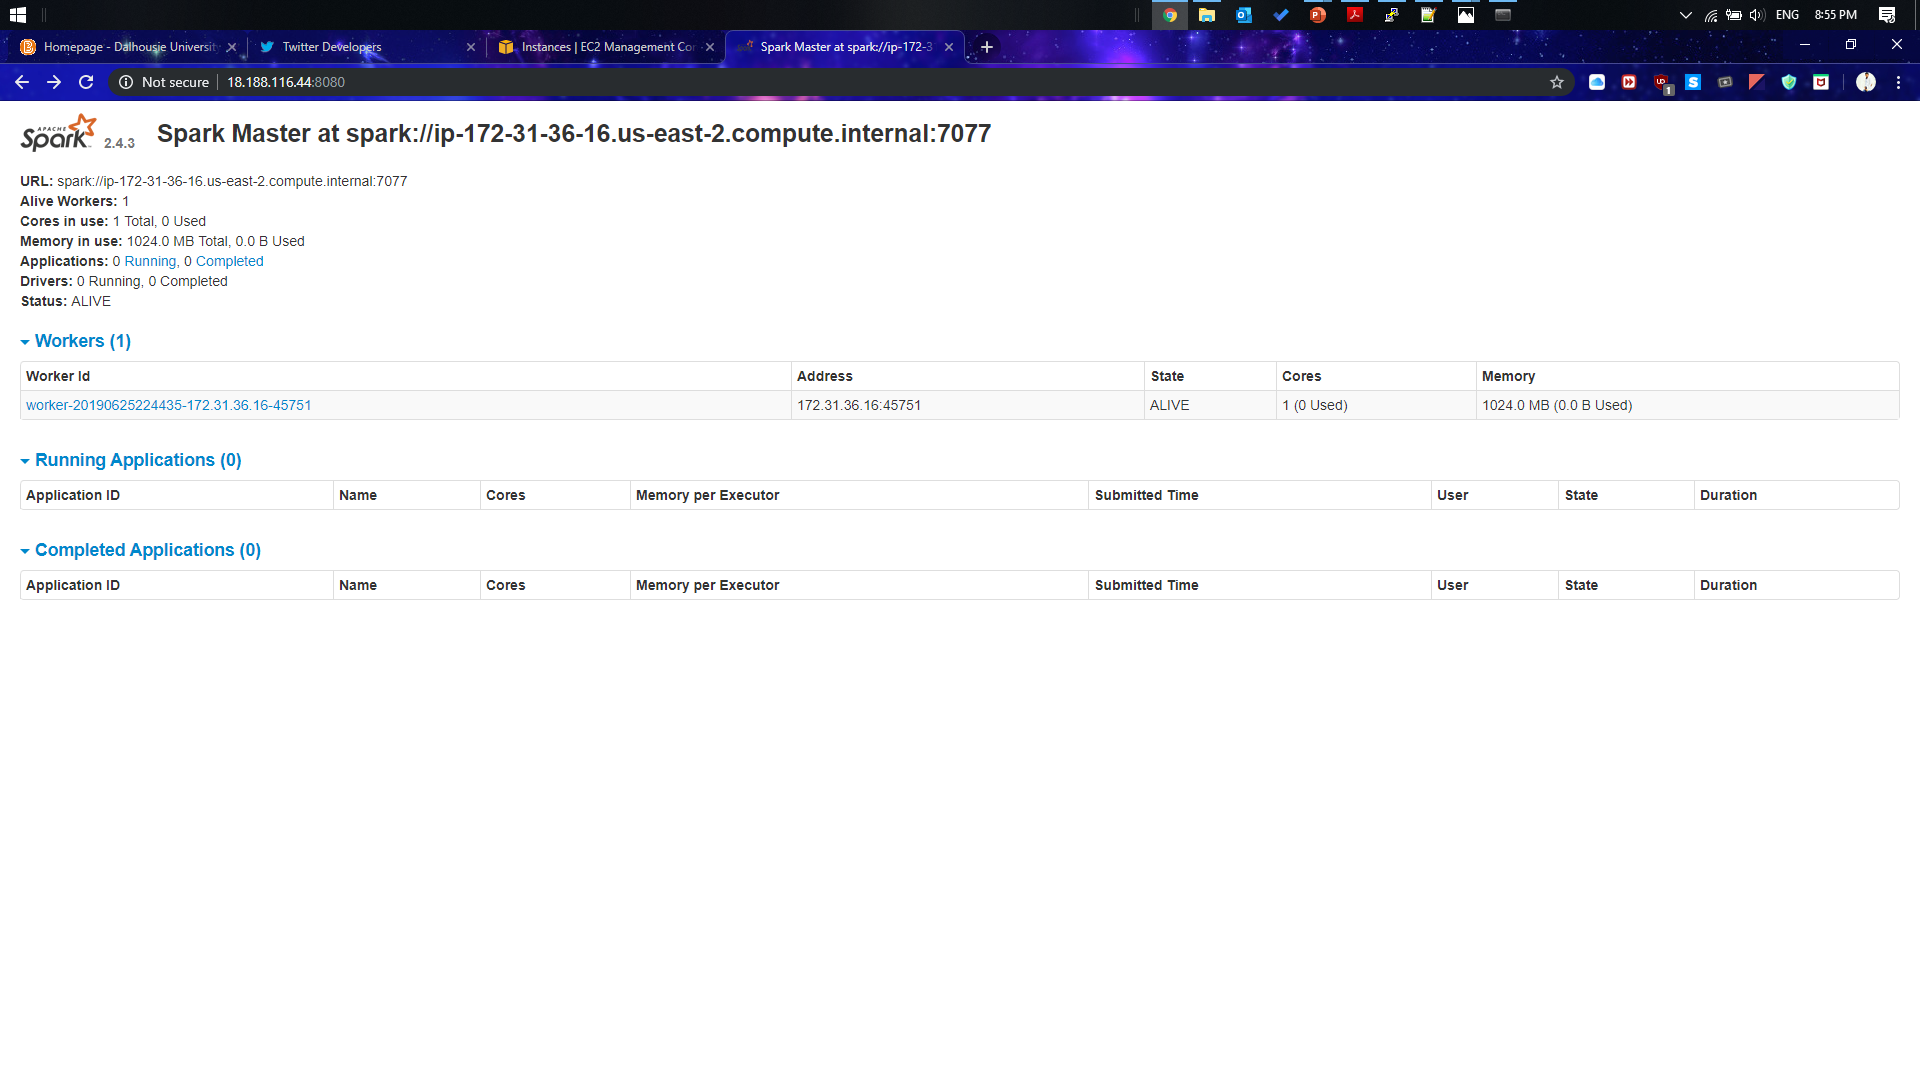 ENG 8:55 PM
Homepage - Dalhousie University
Twitter Developers
Instances | EC2 Management Con
Spark Master at spark://ip-172-3
Not secure 18.188.116.44:8080
1
APACHE Spark 2.4.3 Spark Master at spark://ip-172-31-36-16.us-east-2.compute.internal:7077
URL: spark://ip-172-31-36-16.us-east-2.compute.internal:7077
Alive Workers: 1
Cores in use: 1 Total, 0 Used
Memory in use: 1024.0 MB Total, 0.0 B Used
Applications: 0 Running, 0 Completed
Drivers: 0 Running, 0 Completed
Status: ALIVE
Workers (1)
Worker Id Address State Cores Memory
worker-20190625224435-172.31.36.16-45751 172.31.36.16:45751 ALIVE 1 (0 Used) 1024.0 MB (0.0 B Used)
Running Applications (0)
Application ID Name Cores Memory per Executor Submitted Time User State Duration
Completed Applications (0)
Application ID Name Cores Memory per Executor Submitted Time User State Duration